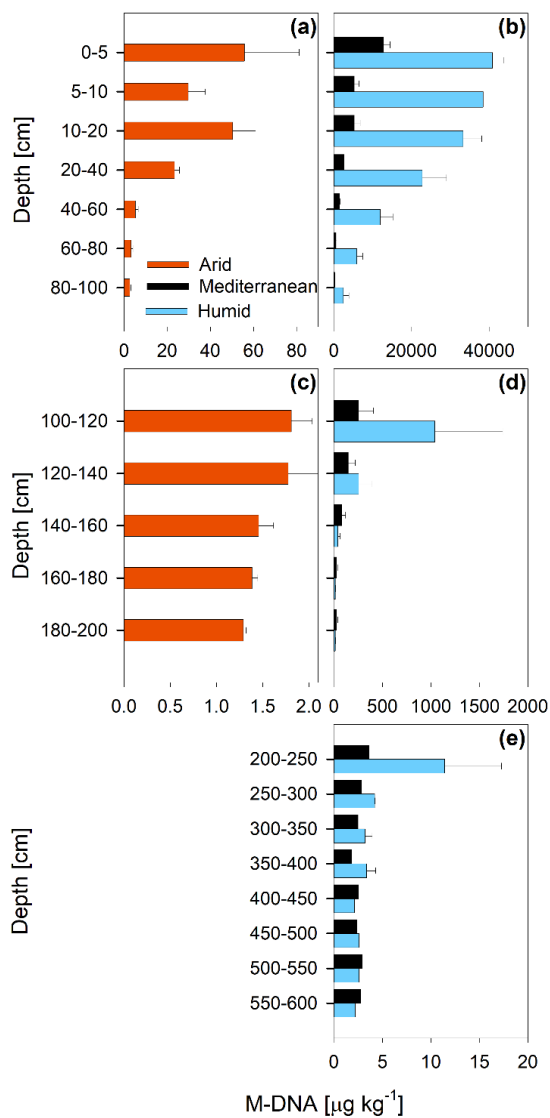 (a) (b)
0-5
5-10
10-20
20-40
40-60
60-80
80-100
Depth [cm]
Arid
Mediterranean
Humid
0 20 40 60 80 0 20000 40000
(c) (d)
100-120
120-140
140-160
160-180
180-200
Depth [cm]
0.0 0.5 1.0 1.5 2.0 0 500 1000 1500 2000
(e)
200-250
250-300
300-350
350-400
400-450
450-500
500-550
550-600
Depth [cm]
0 5 10 15 20
M-DNA [µg kg⁻¹]